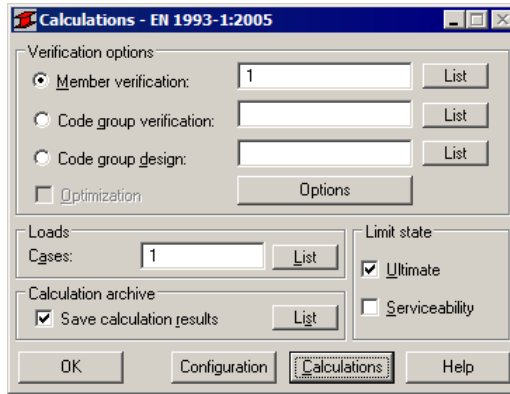 Calculations - EN 1993-1:2005
Verification options
Member verification: 1 List
Code group verification: List
Code group design: List
Optimization Options
Loads
Cases: 1 List
Limit state
Ultimate
Serviceability
Calculation archive
Save calculation results List
OK Configuration Calculations Help